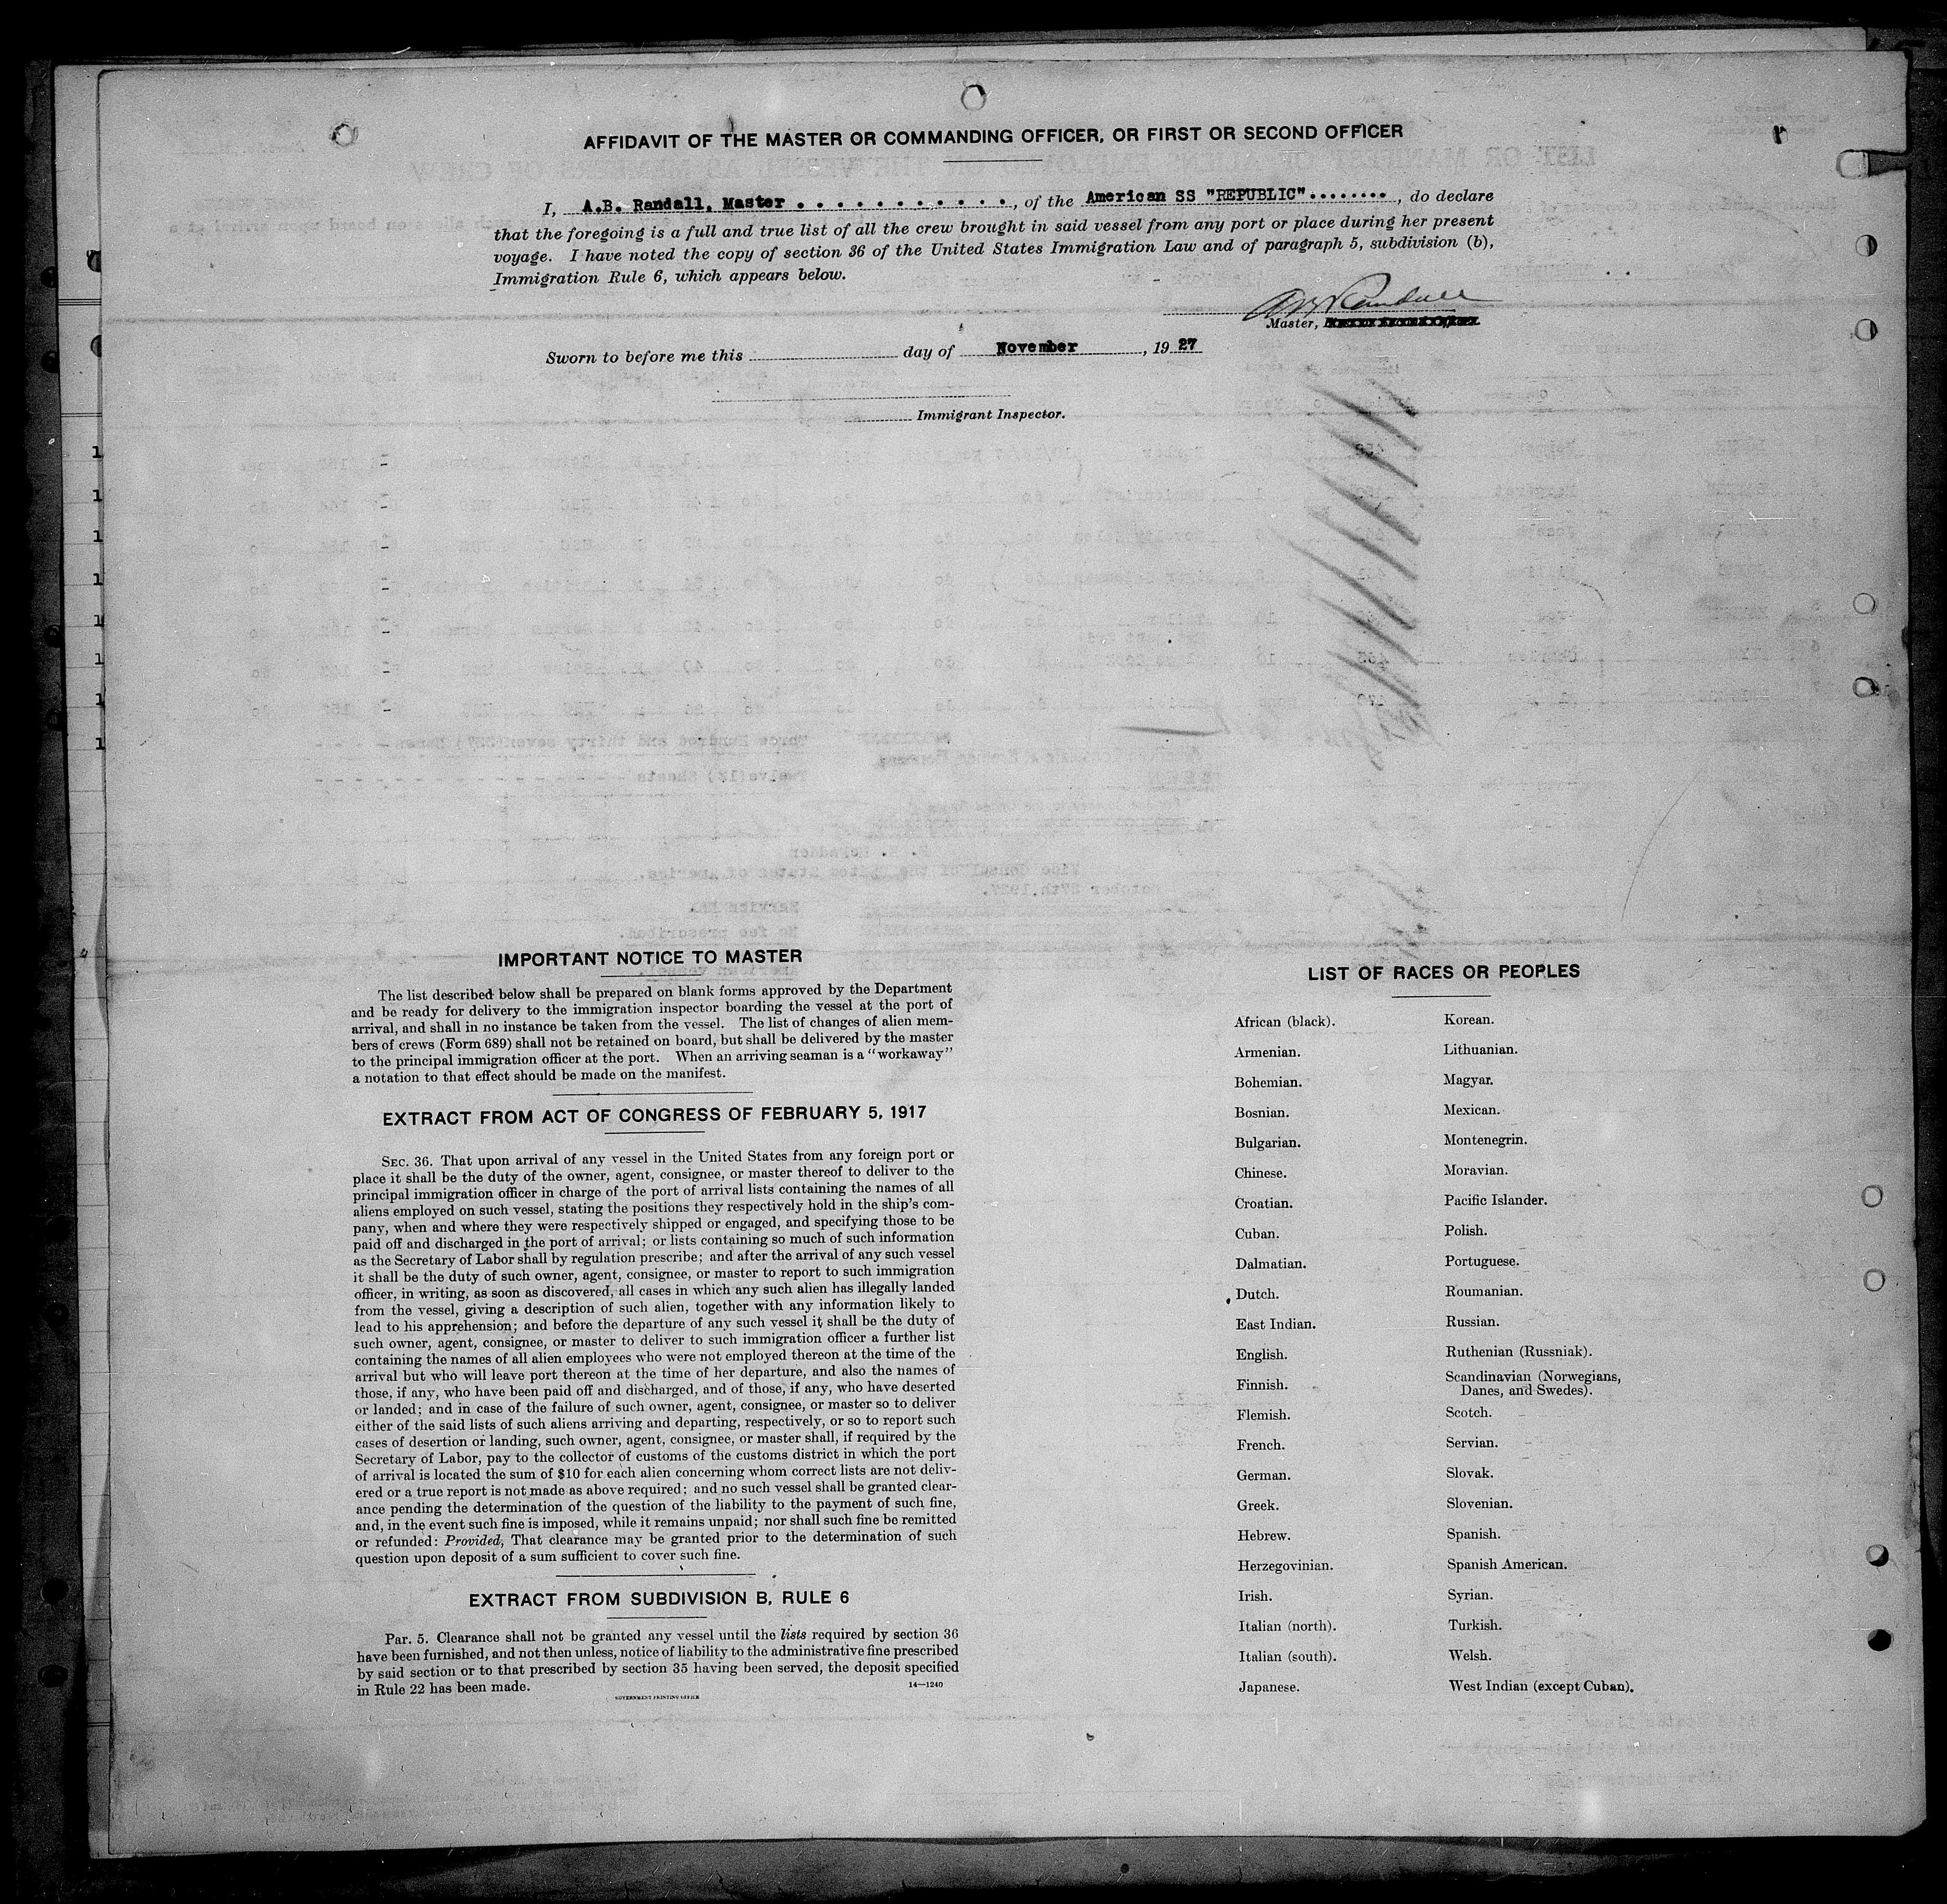 AFFIDAVIT OF THE MASTER OR COMMANDING OFFICER, OR FIRST OR SECOND OFFICER
I, A.B. Randall, Master . . . . . . . . . . . ., of the American SS "REPUBLIC"........, do declare
that the foregoing is a full and true list of all the crew brought in said vessel from any port or place during her present
voyage. I have noted the copy of section 36 of the United States Immigration Law and of paragraph 5, subdivision (b),
Immigration Rule 6, which appears below.
AB Randall
Master,
Sworn to before me this day of November, 19 27
Immigrant Inspector.
IMPORTANT NOTICE TO MASTER
The list described below shall be prepared on blank forms approved by the Department
and be ready for delivery to the immigration inspector boarding the vessel at the port of
arrival, and shall in no instance be taken from the vessel. The list of changes of alien mem-
bers of crews (Form 689) shall not be retained on board, but shall be delivered by the master
to the principal immigration officer at the port. When an arriving seaman is a "workaway"
a notation to that effect should be made on the manifest.
EXTRACT FROM ACT OF CONGRESS OF FEBRUARY 5, 1917
SEC. 36. That upon arrival of any vessel in the United States from any foreign port or
place it shall be the duty of the owner, agent, consignee, or master thereof to deliver to the
principal immigration officer in charge of the port of arrival lists containing the names of all
aliens employed on such vessel, stating the positions they respectively hold in the ship's com-
pany, when and where they were respectively shipped or engaged, and specifying those to be
paid off and discharged in the port of arrival; or lists containing so much of such information
as the Secretary of Labor shall by regulation prescribe; and after the arrival of any such vessel
it shall be the duty of such owner, agent, consignee, or master to report to such immigration
officer, in writing, as soon as discovered, all cases in which any such alien has illegally landed
from the vessel, giving a description of such alien, together with any information likely to
lead to his apprehension; and before the departure of any such vessel it shall be the duty of
such owner, agent, consignee, or master to deliver to such immigration officer a further list
containing the names of all alien employees who were not employed thereon at the time of the
arrival but who will leave port thereon at the time of her departure, and also the names of
those, if any, who have been paid off and discharged, and of those, if any, who have deserted
or landed; and in case of the failure of such owner, agent, consignee, or master so to deliver
either of the said lists of such aliens arriving and departing, respectively, or so to report such
cases of desertion or landing, such owner, agent, consignee, or master shall, if required by the
Secretary of Labor, pay to the collector of customs of the customs district in which the port
of arrival is located the sum of $10 for each alien concerning whom correct lists are not deliv-
ered or a true report is not made as above required; and no such vessel shall be granted clear-
ance pending the determination of the question of the liability to the payment of such fine,
and, in the event such fine is imposed, while it remains unpaid; nor shall such fine be remitted
or refunded: Provided, That clearance may be granted prior to the determination of such
question upon deposit of a sum sufficient to cover such fine.
EXTRACT FROM SUBDIVISION B, RULE 6
Par. 5. Clearance shall not be granted any vessel until the lists required by section 36
have been furnished, and not then unless, notice of liability to the administrative fine prescribed
by said section or to that prescribed by section 35 having been served, the deposit specified
in Rule 22 has been made. 14—1240
GOVERNMENT PRINTING OFFICE
LIST OF RACES OR PEOPLES
African (black).
Armenian.
Bohemian.
Bosnian.
Bulgarian.
Chinese.
Croatian.
Cuban.
Dalmatian.
Dutch.
East Indian.
English.
Finnish.
Flemish.
French.
German.
Greek.
Hebrew.
Herzegovinian.
Irish.
Italian (north).
Italian (south).
Japanese.
Korean.
Lithuanian.
Magyar.
Mexican.
Montenegrin.
Moravian.
Pacific Islander.
Polish.
Portuguese.
Roumanian.
Russian.
Ruthenian (Russniak).
Scandinavian (Norwegians,
Danes, and Swedes).
Scotch.
Servian.
Slovak.
Slovenian.
Spanish.
Spanish American.
Syrian.
Turkish.
Welsh.
West Indian (except Cuban).